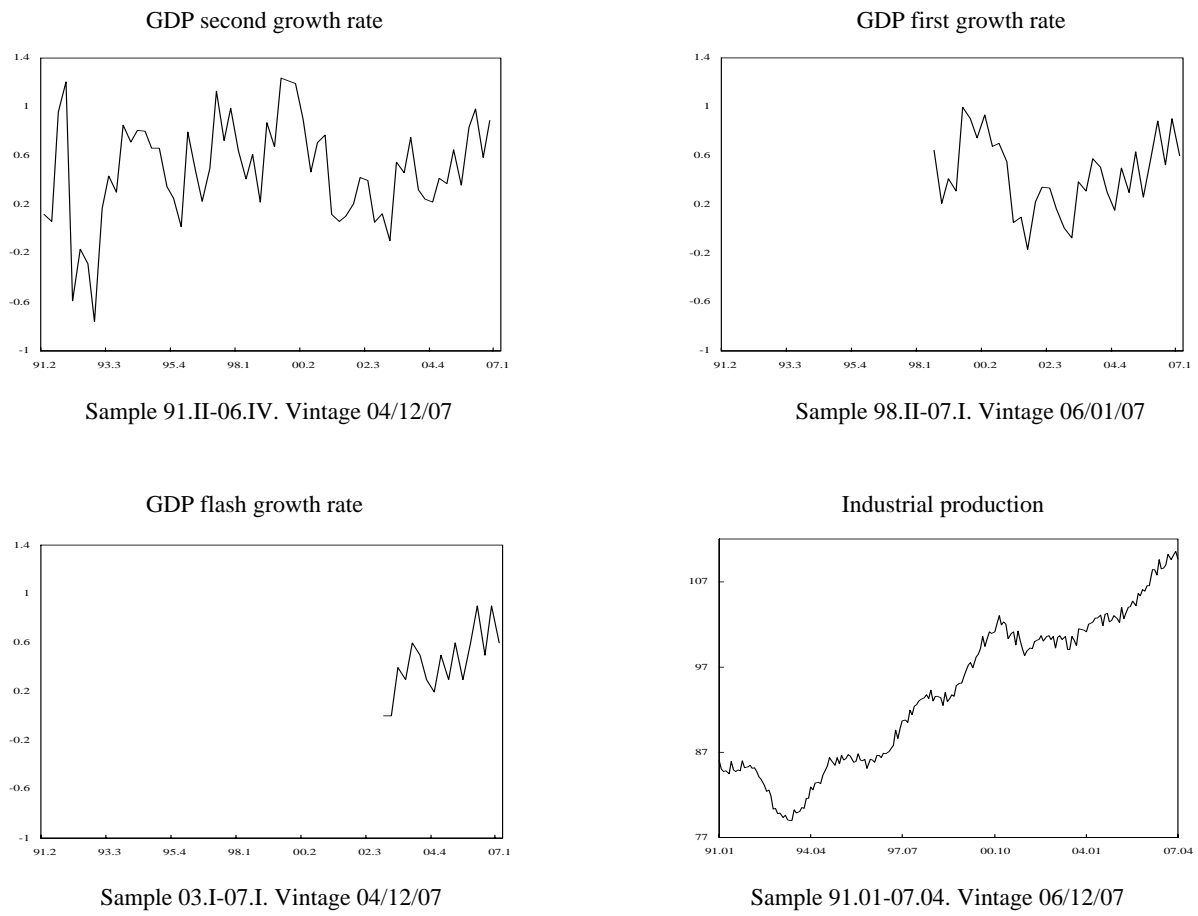 GDP second growth rate
1.4
1
0.6
0.2
-0.2
-0.6
-1
91.2 93.3 95.4 98.1 00.2 02.3 04.4 07.1
Sample 91.II-06.IV. Vintage 04/12/07
GDP first growth rate
1.4
1
0.6
0.2
-0.2
-0.6
-1
91.2 93.3 95.4 98.1 00.2 02.3 04.4 07.1
Sample 98.II-07.I. Vintage 06/01/07
GDP flash growth rate
1.4
1
0.6
0.2
-0.2
-0.6
-1
91.2 93.3 95.4 98.1 00.2 02.3 04.4 07.1
Sample 03.I-07.I. Vintage 04/12/07
Industrial production
107
97
87
77
91.01 94.04 97.07 00.10 04.01 07.04
Sample 91.01-07.04. Vintage 06/12/07